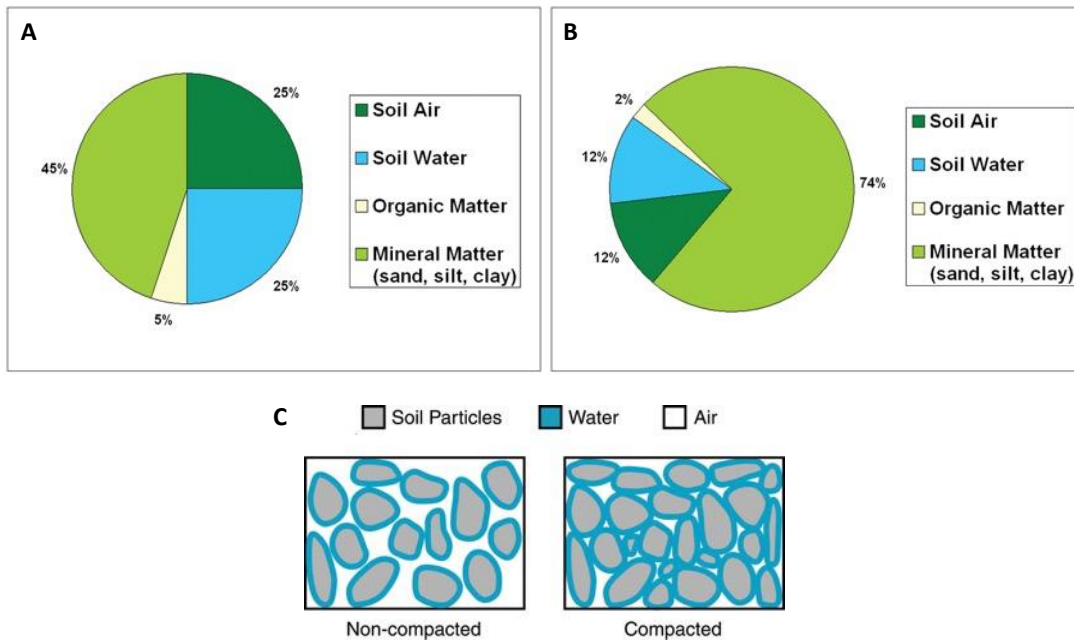 A
25%
45%
25%
5%
Soil Air
Soil Water
Organic Matter
Mineral Matter
(sand, silt, clay)
B
2%
12%
12%
74%
Soil Air
Soil Water
Organic Matter
Mineral Matter
(sand, silt, clay)
C
Soil Particles Water Air
Non-compacted Compacted